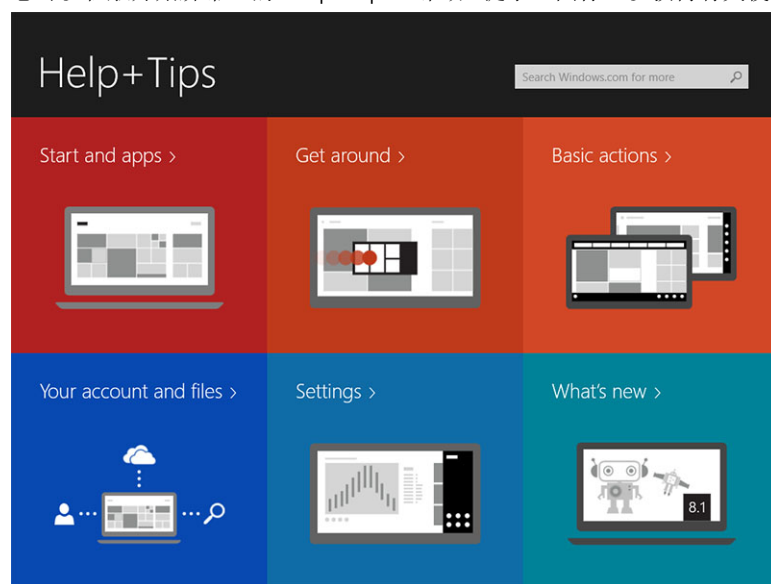 Help+Tips
Search Windows.com for more
Start and apps >
Get around >
Basic actions >
Your account and files >
Settings >
What's new >
8.1